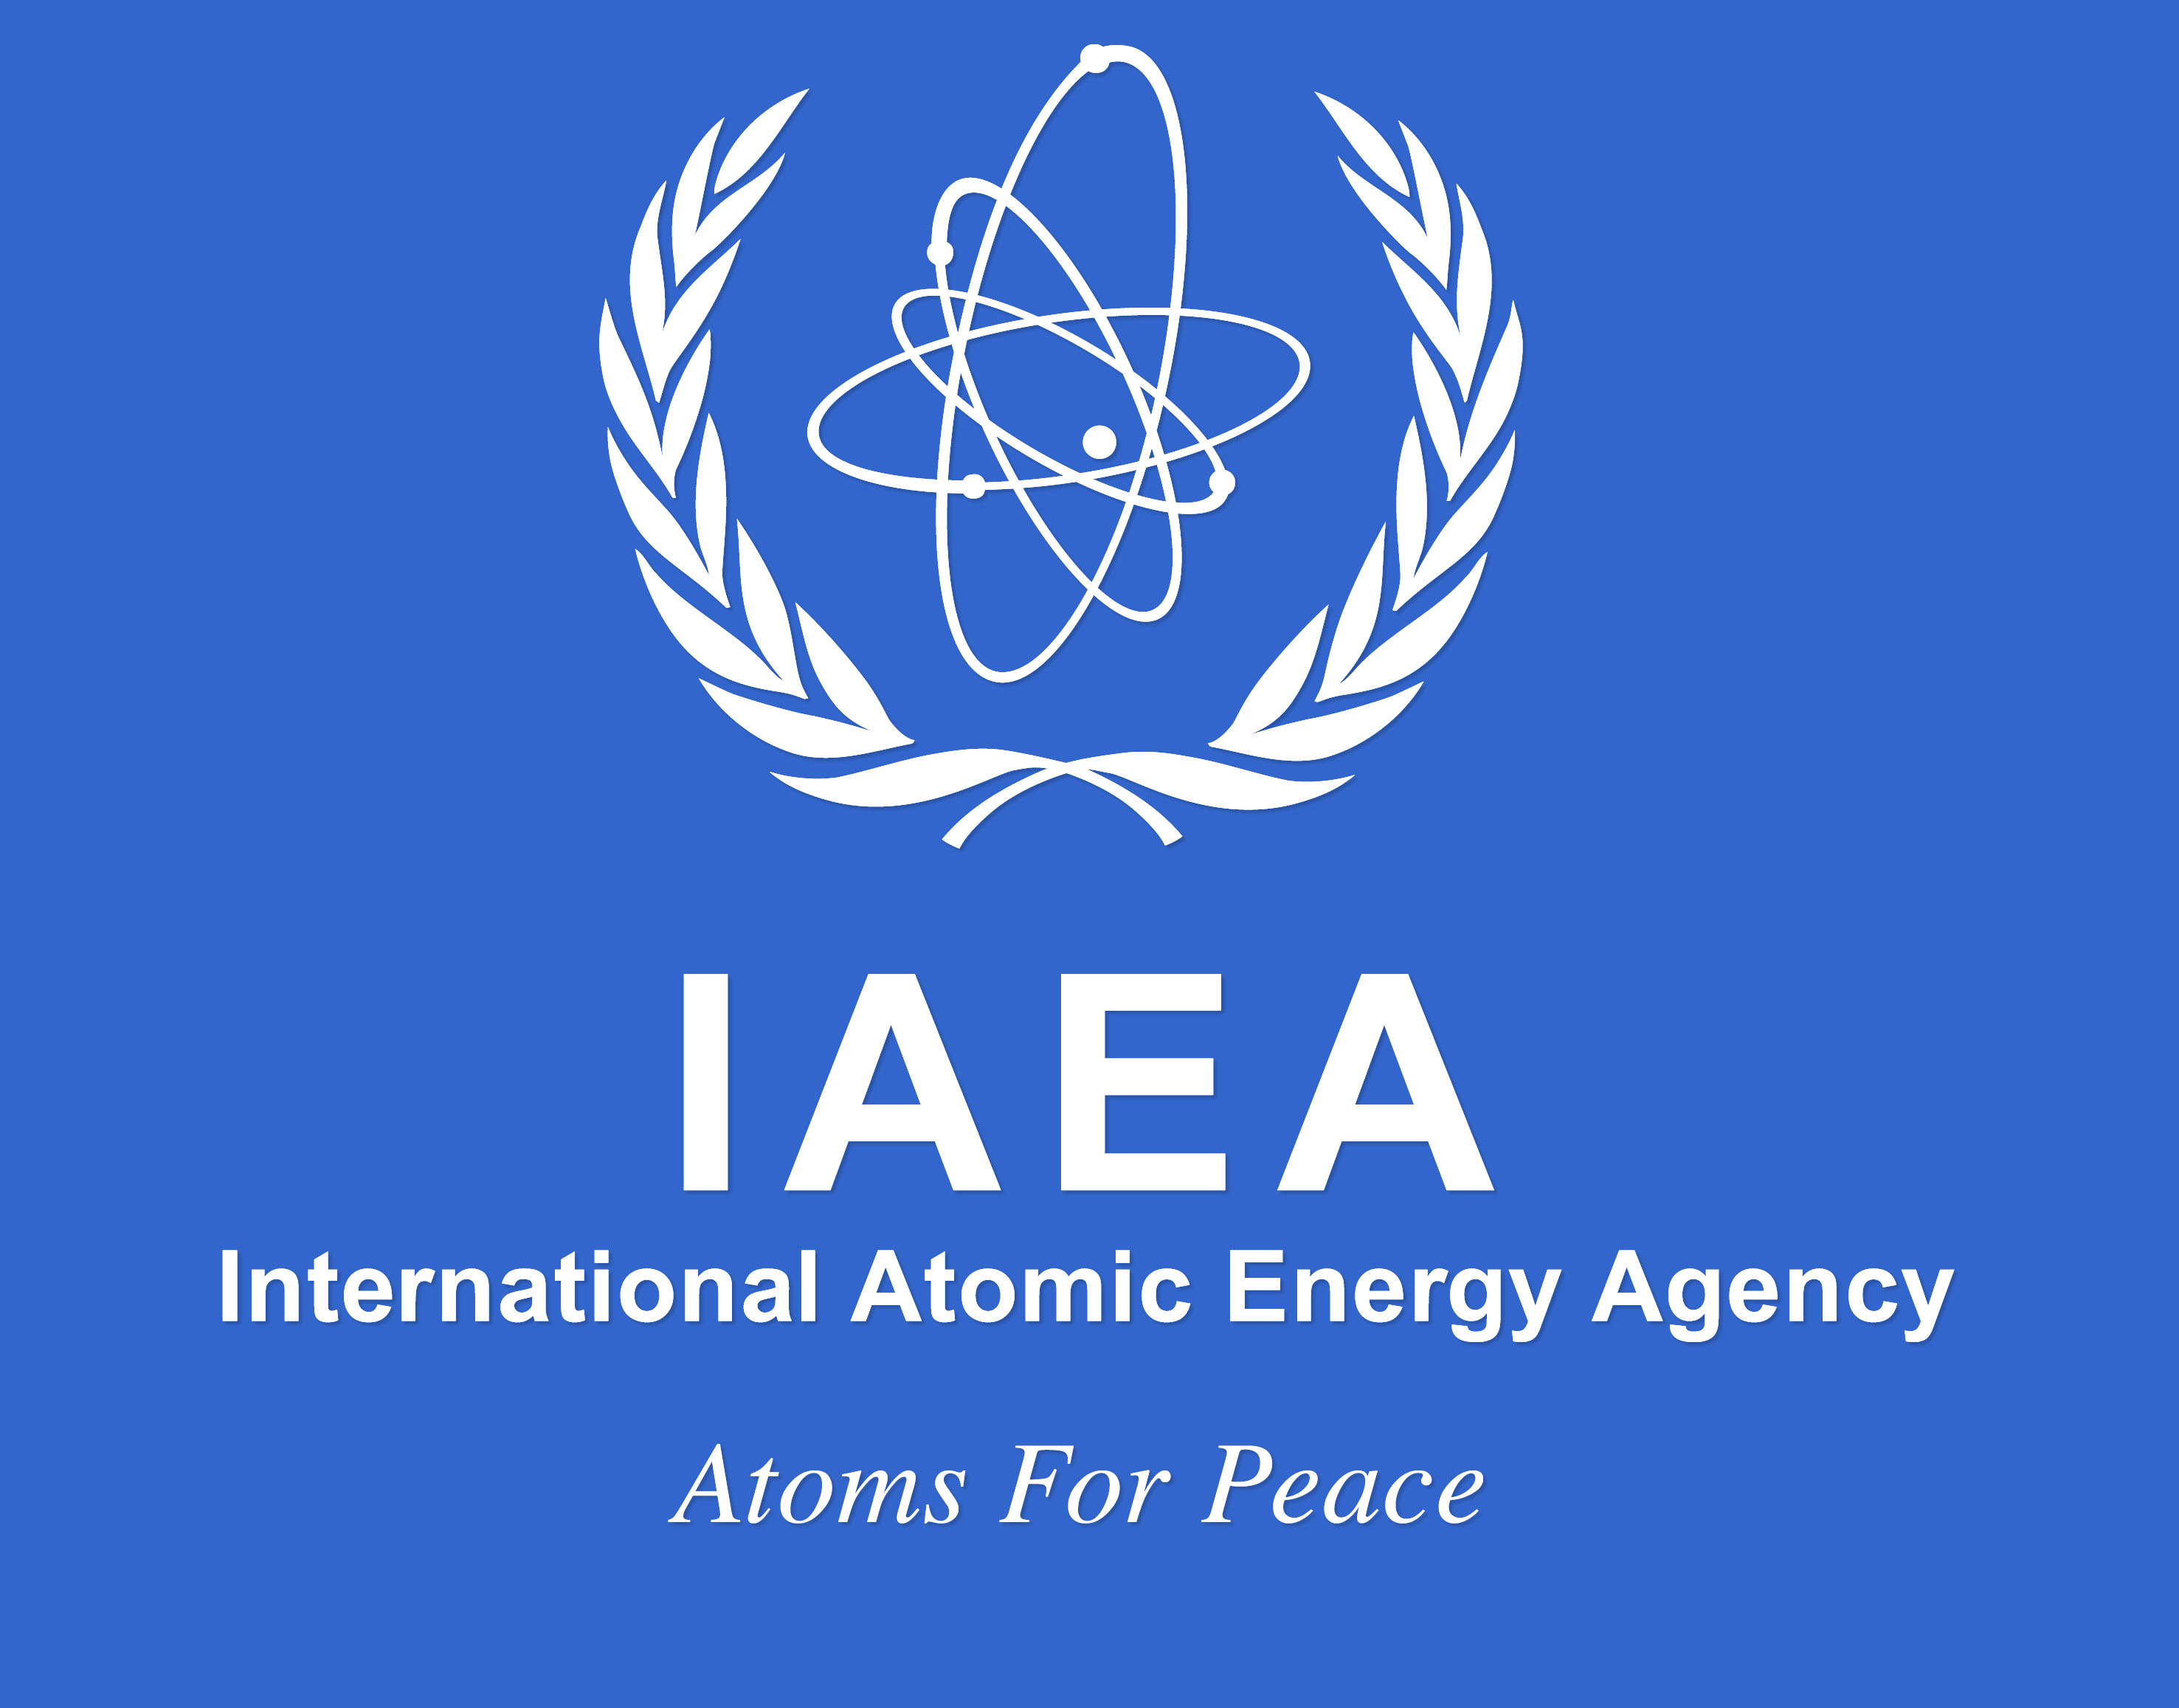 IAEA
International Atomic Energy Agency
Atoms For Peace